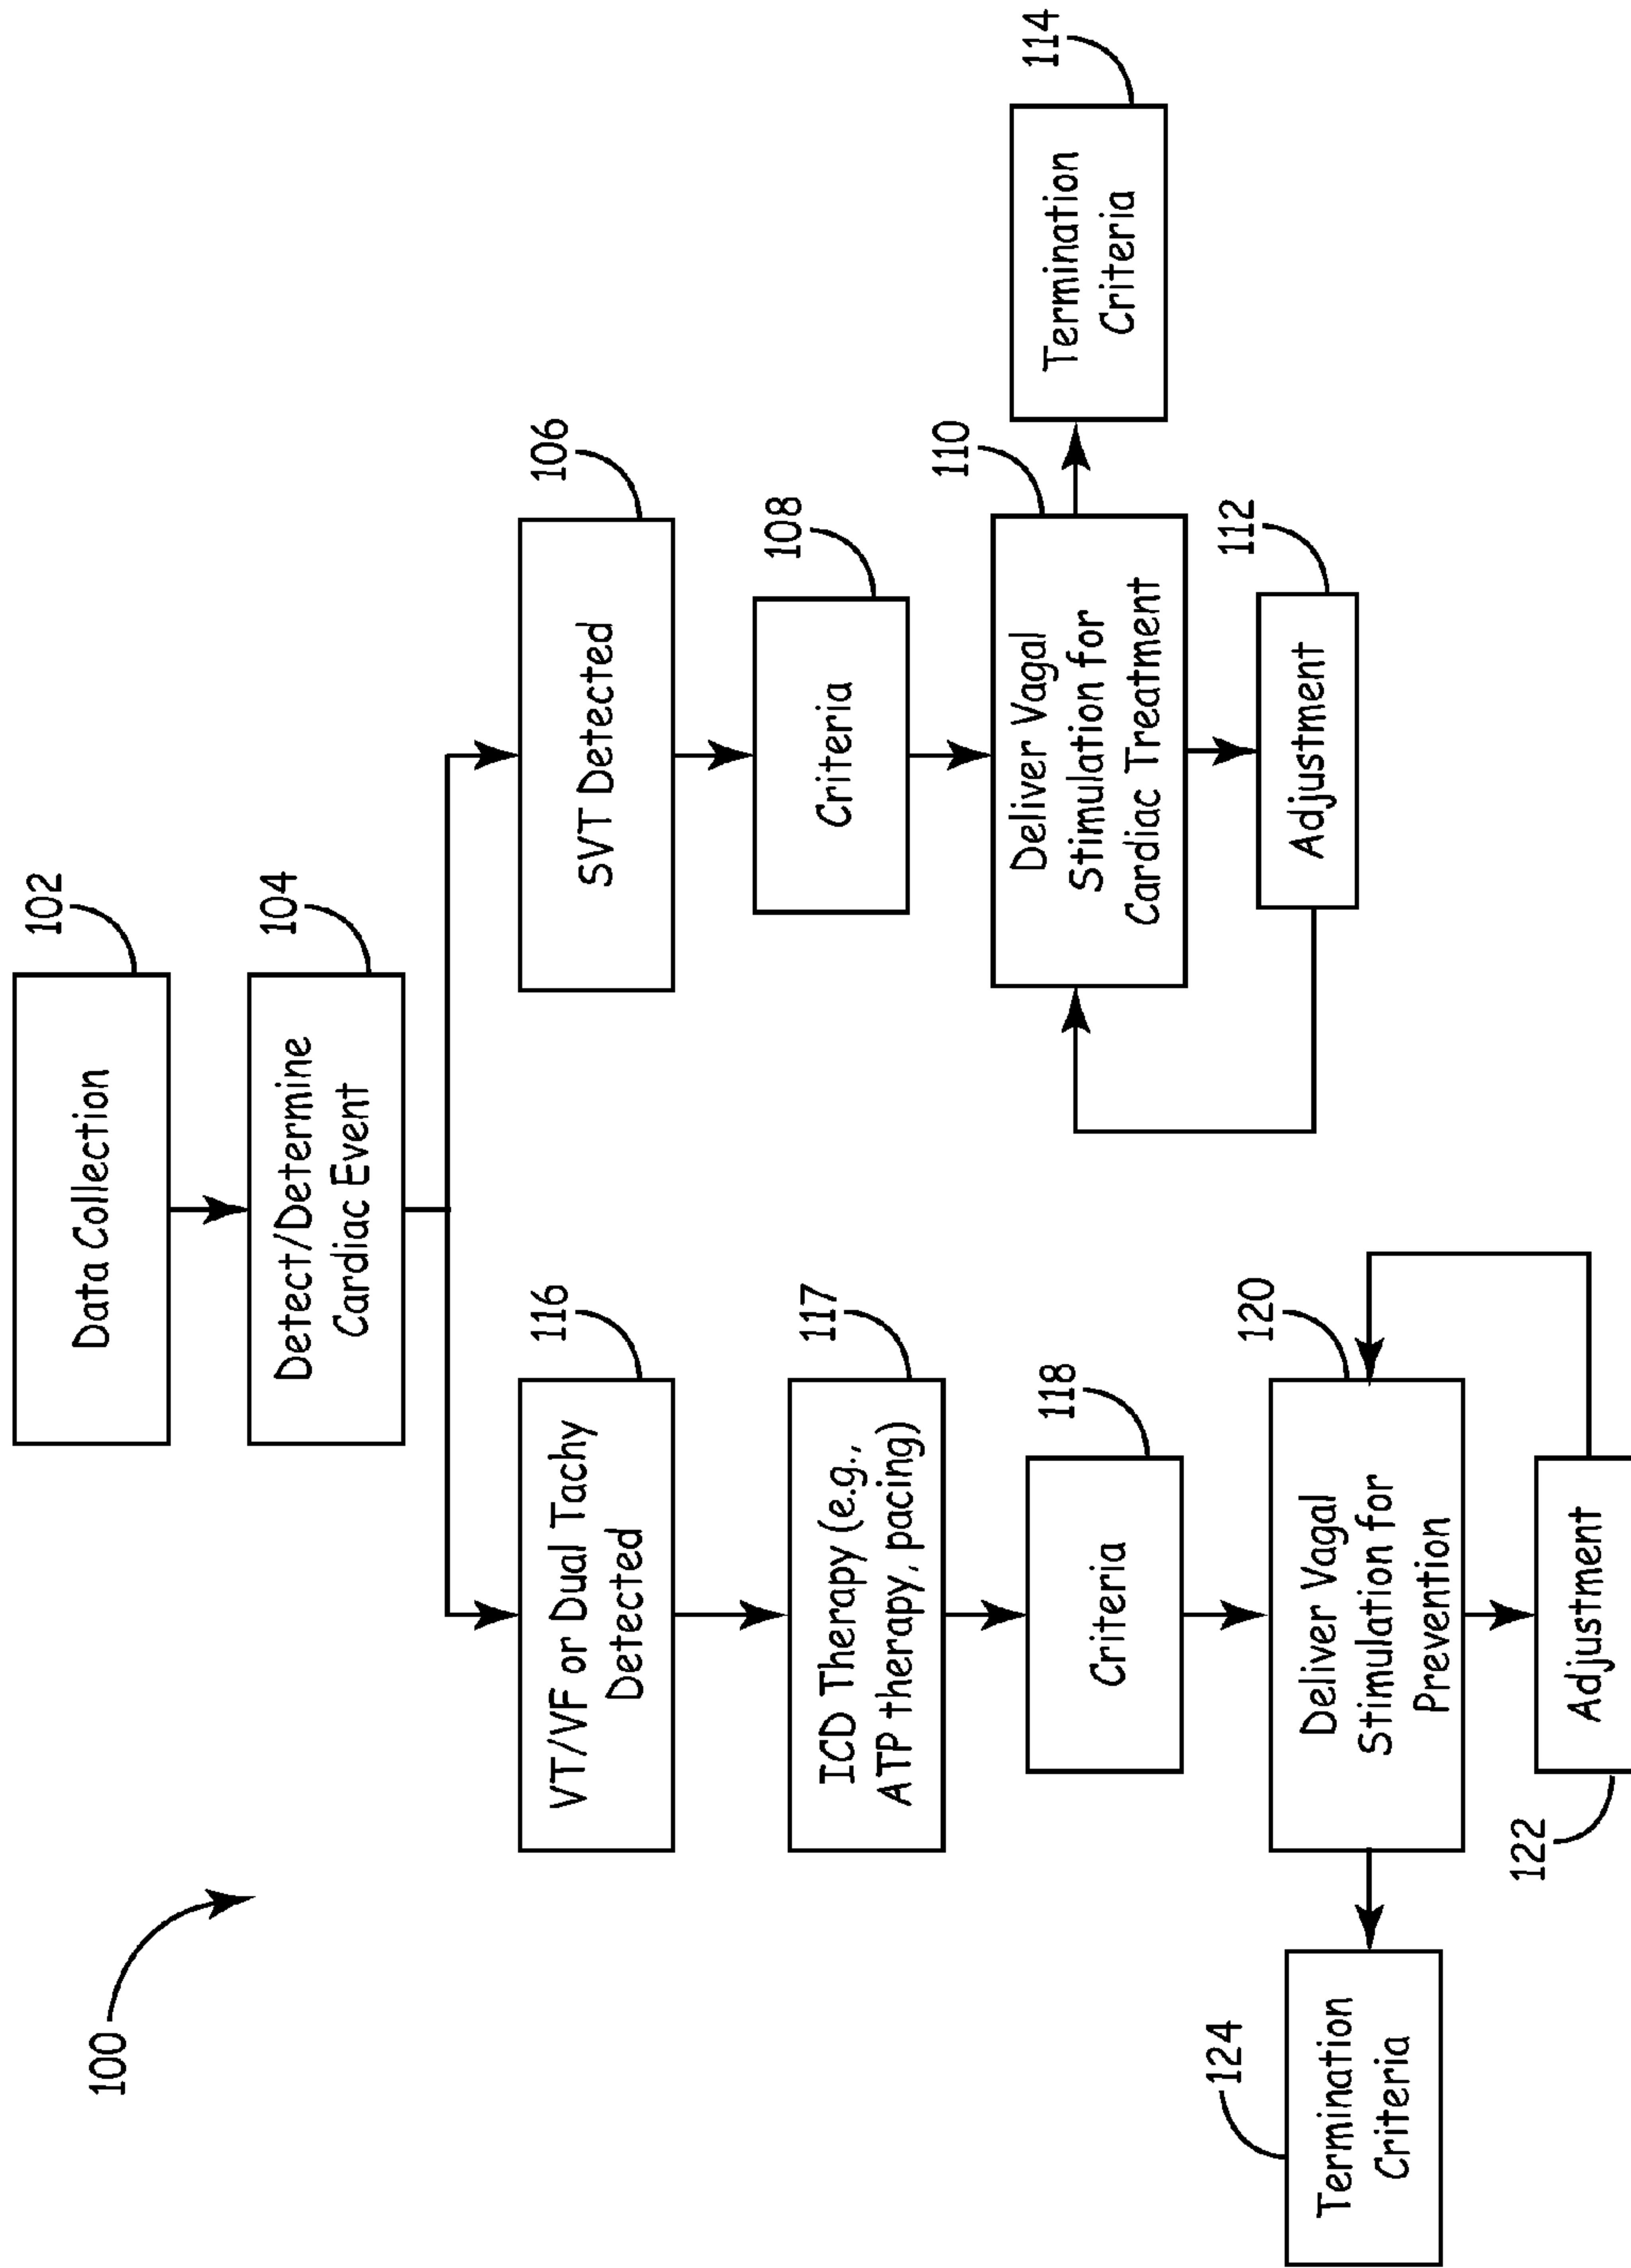 100
Data Collection
102
Detect/Determine
Cardiac Event
104
VT/VF or Dual Tachy
Detected
116
SVT Detected
106
ICD Therapy (e.g.,
ATP therapy, pacing)
117
Criteria
108
Criteria
118
Deliver Vagal
Stimulation for
Cardiac Treatment
110
Termination
Criteria
114
Adjustment
112
Deliver Vagal
Stimulation for
Prevention
120
Termination
Criteria
124
Adjustment
122